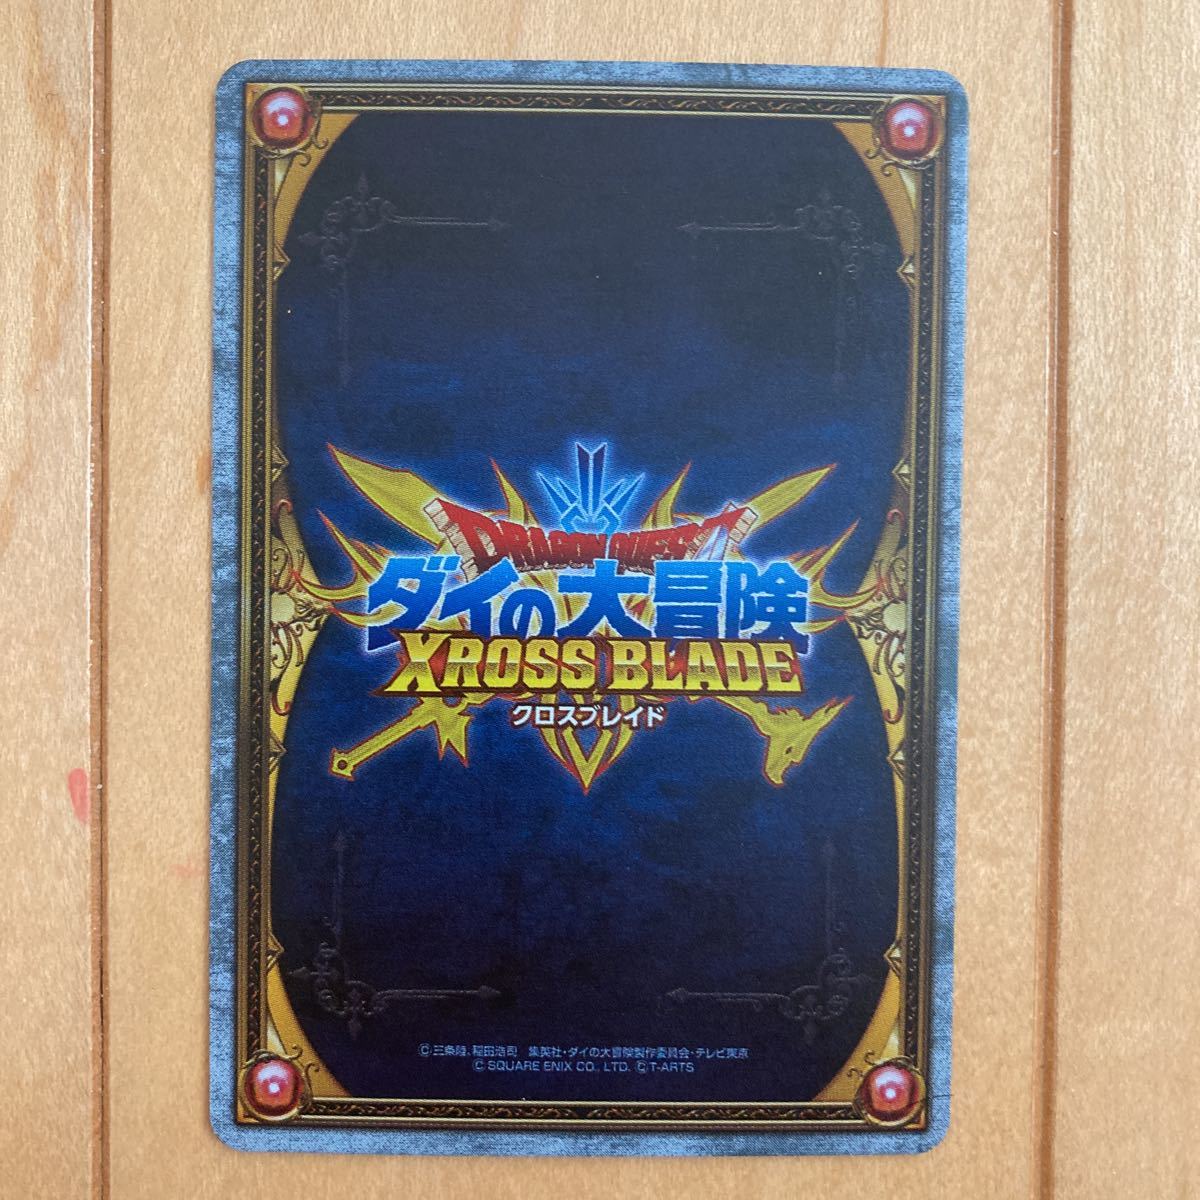 DRAGON QUEST
ダイの大冒険
XROSS BLADE
クロスブレイド
©三条陸、稲田浩司 集英社・ダイの大冒険製作委員会・テレビ東京
© SQUARE ENIX CO., LTD. ©T-ARTS